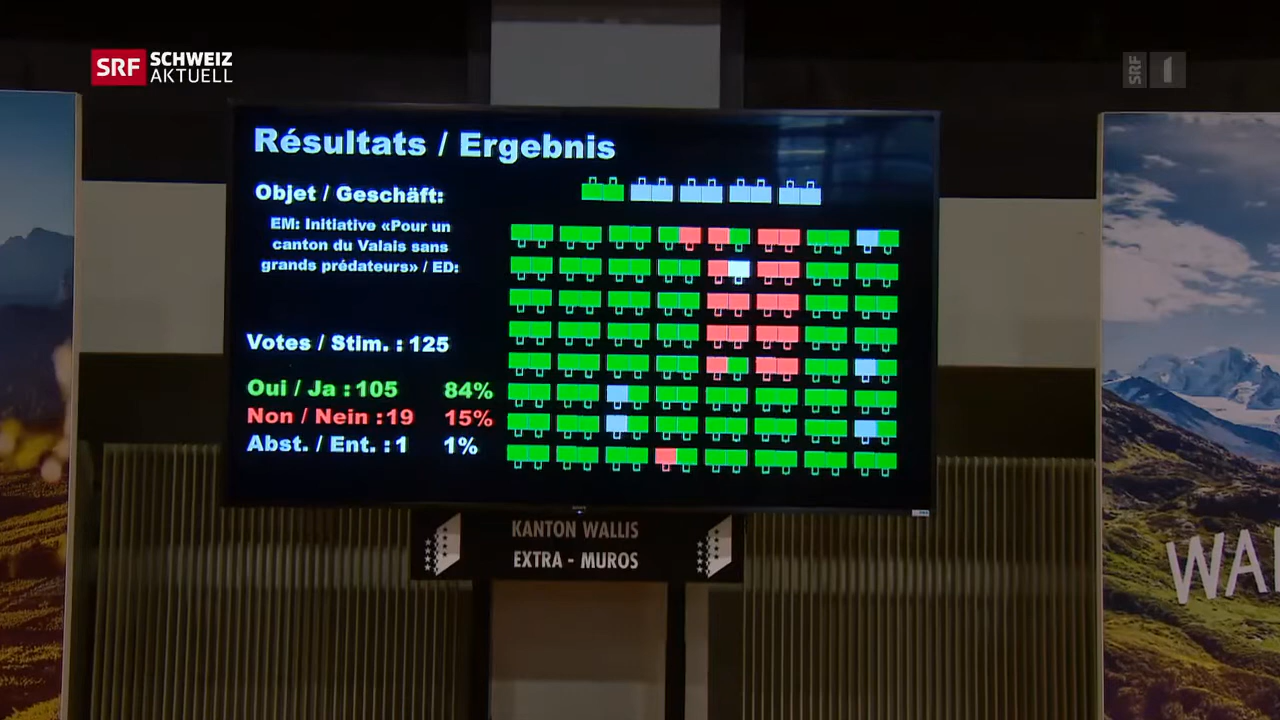 SRF SCHWEIZ
AKTUELL
SRF 1
Résultats / Ergebnis
Objet / Geschäft:
EM: Initiative «Pour un
canton du Valais sans
grands prédateurs» / ED:
Votes / Stim. : 125
Oui / Ja : 105 84%
Non / Nein : 19 15%
Abst. / Ent. : 1 1%
KANTON WALLIS
EXTRA - MUROS